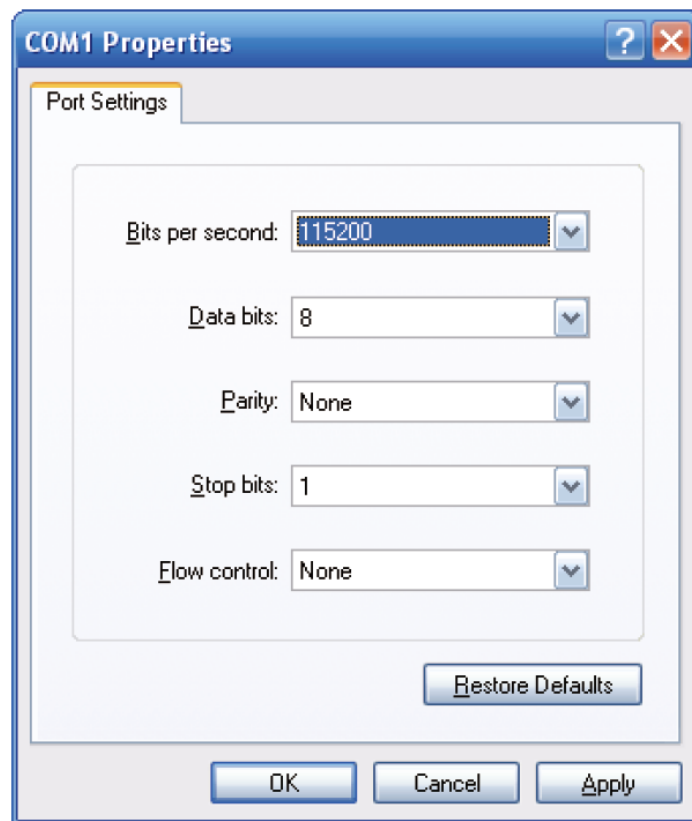 COM1 Properties
Port Settings
Bits per second: 115200
Data bits: 8
Parity: None
Stop bits: 1
Flow control: None
Restore Defaults
OK Cancel Apply